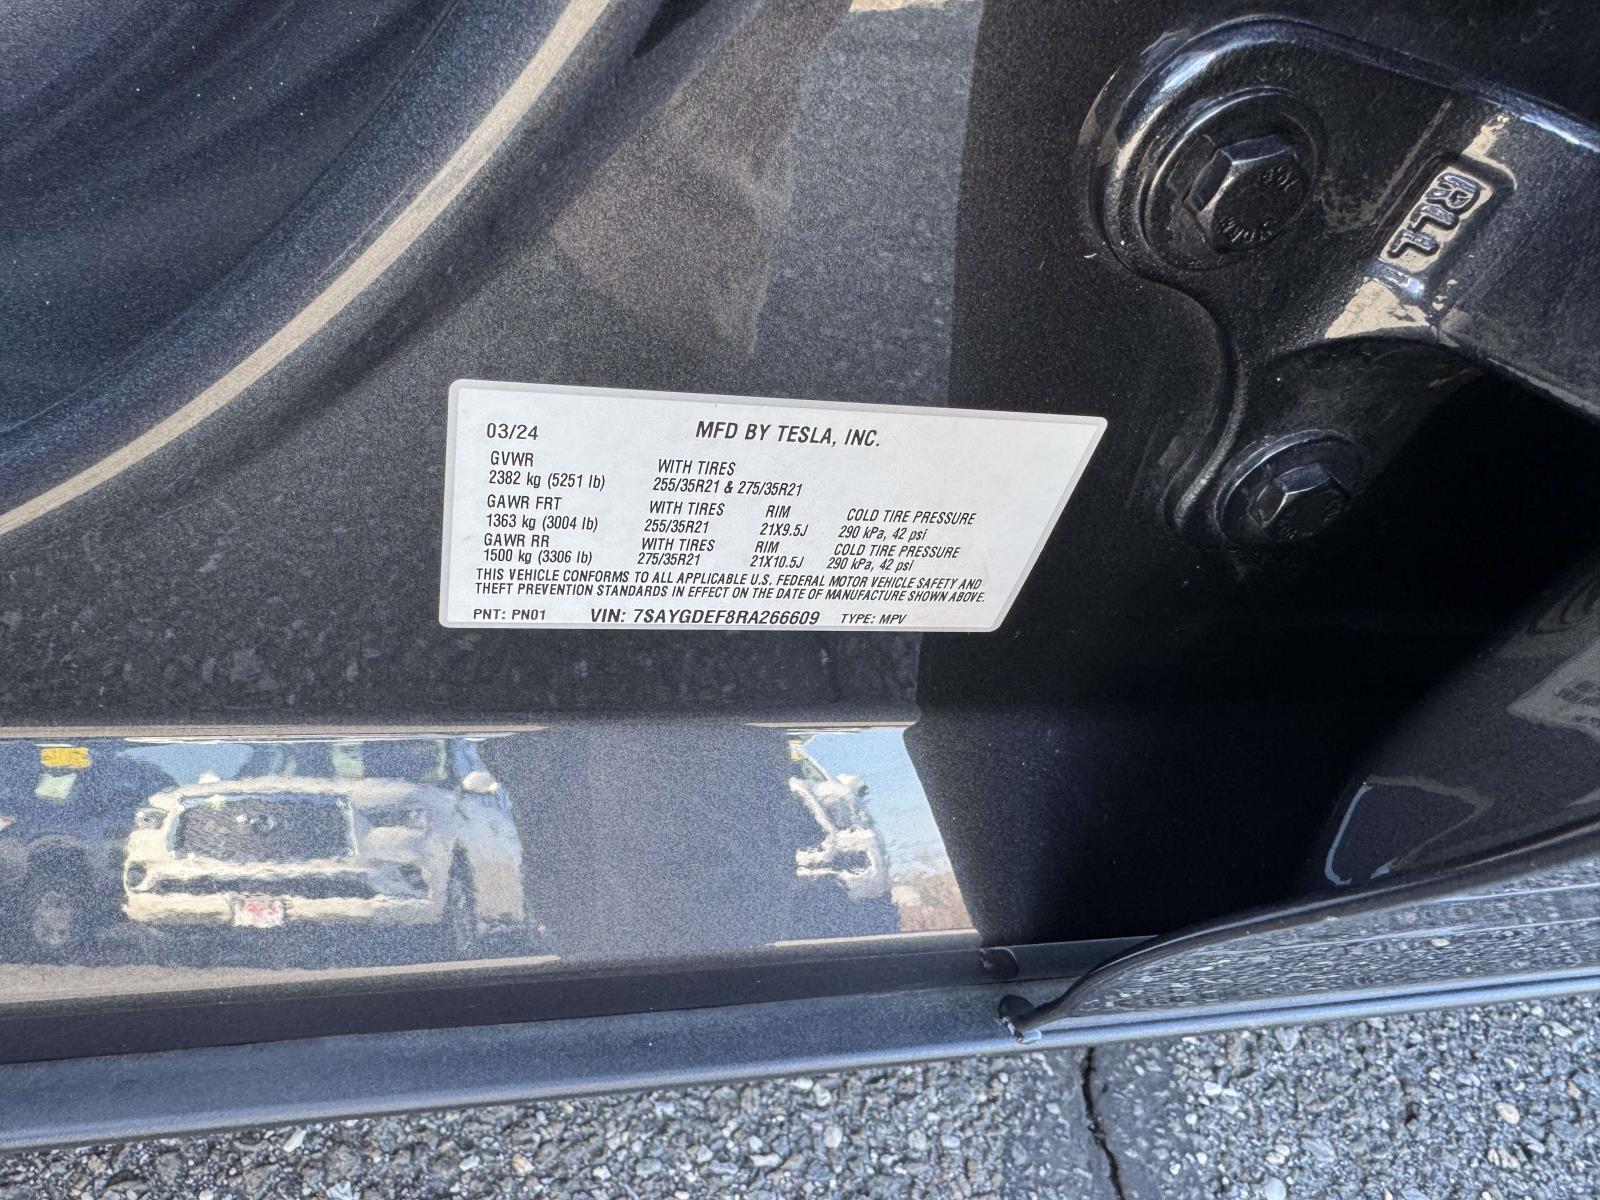 03/24 MFD BY TESLA, INC.
GVWR WITH TIRES
2382 kg (5251 lb) 255/35R21 & 275/35R21
GAWR FRT WITH TIRES RIM COLD TIRE PRESSURE
1363 kg (3004 lb) 255/35R21 21X9.5J 290 kPa, 42 psi
GAWR RR WITH TIRES RIM COLD TIRE PRESSURE
1500 kg (3306 lb) 275/35R21 21X10.5J 290 kPa, 42 psi
THIS VEHICLE CONFORMS TO ALL APPLICABLE U.S. FEDERAL MOTOR VEHICLE SAFETY AND
THEFT PREVENTION STANDARDS IN EFFECT ON THE DATE OF MANUFACTURE SHOWN ABOVE.
PNT: PN01 VIN: 7SAYGDEF8RA266609 TYPE: MPV